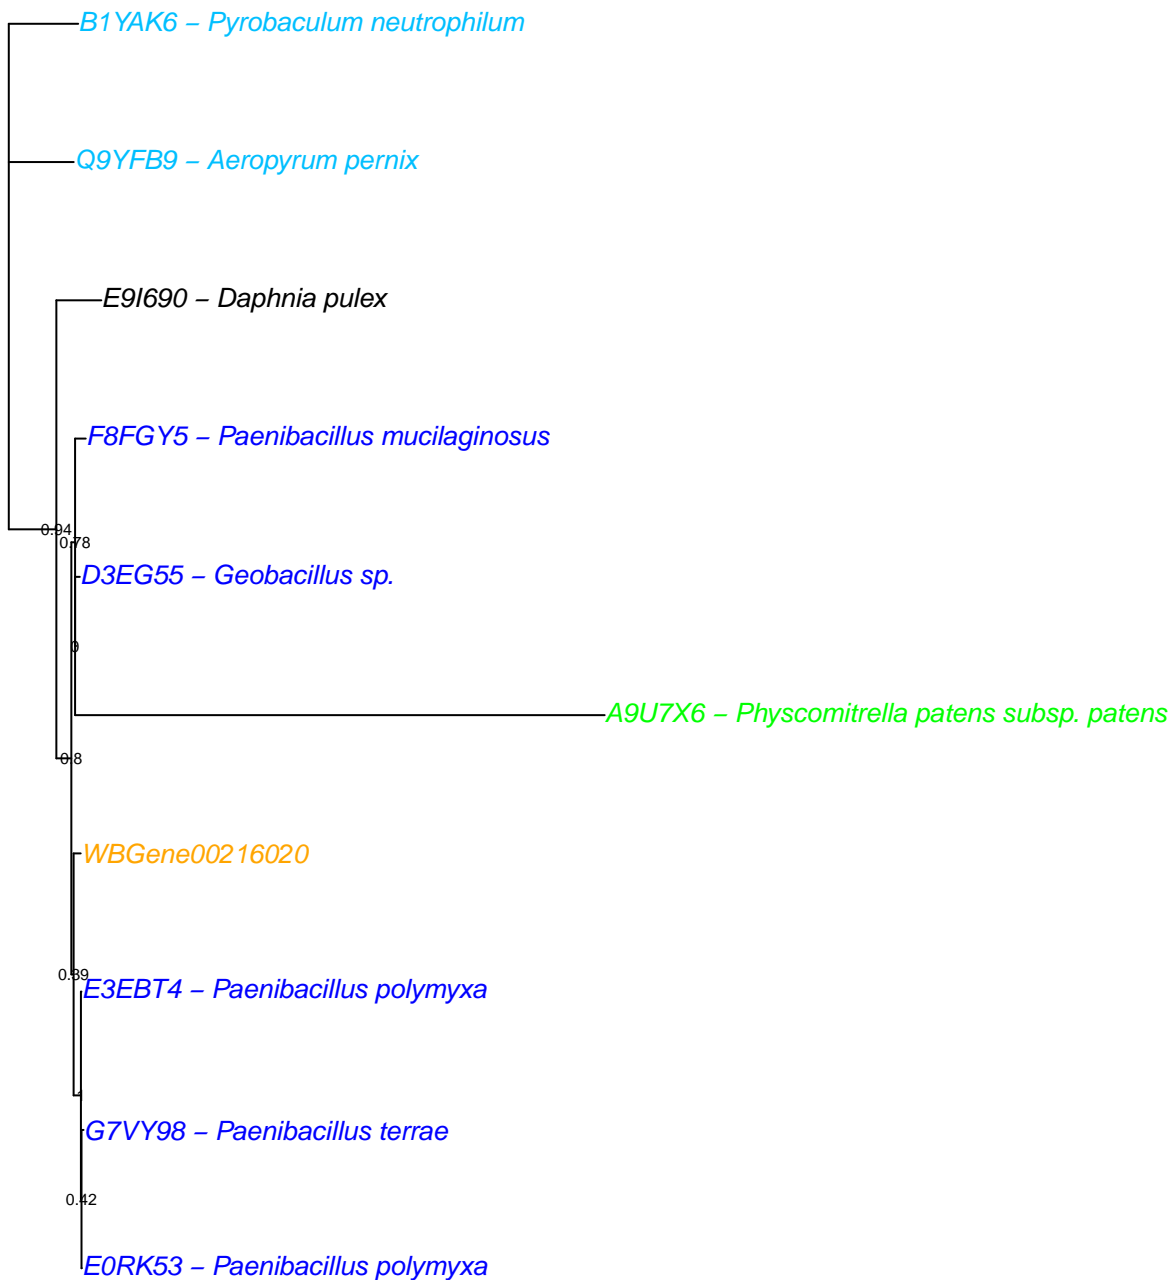 B1YAK6 – Pyrobaculum neutrophilum
Q9YFB9 – Aeropyrum pernix
E9I690 – Daphnia pulex
F8FGY5 – Paenibacillus mucilaginosus
0.94
0.78
D3EG55 – Geobacillus sp.
0
A9U7X6 – Physcomitrella patens subsp. patens
0.8
WBGene00216020
0.39
E3EBT4 – Paenibacillus polymyxa
G7VY98 – Paenibacillus terrae
0.42
E0RK53 – Paenibacillus polymyxa